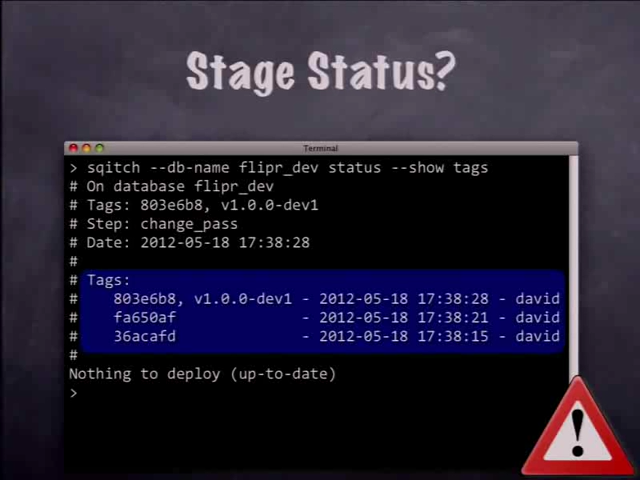 Stage Status?
Terminal
> sqitch --db-name flipr_dev status --show tags
# On database flipr_dev
# Tags: 803e6b8, v1.0.0-dev1
# Step: change_pass
# Date: 2012-05-18 17:38:28
#
# Tags:
#    803e6b8, v1.0.0-dev1 - 2012-05-18 17:38:28 - david
#    fa650af              - 2012-05-18 17:38:21 - david
#    36acafd              - 2012-05-18 17:38:15 - david
#
Nothing to deploy (up-to-date)
>
!